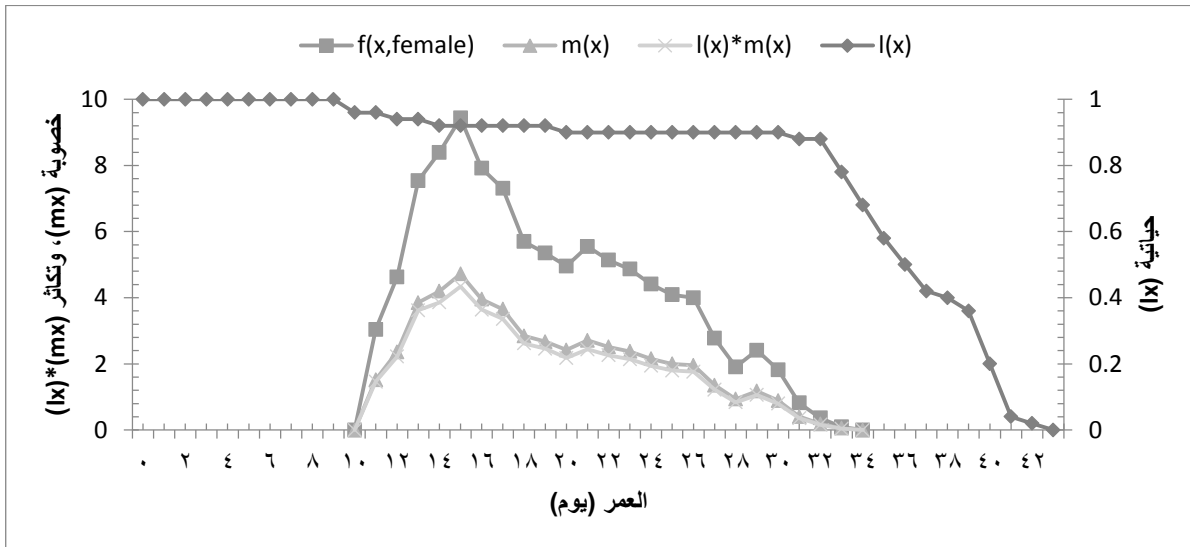 f(x,female) m(x) l(x)*m(x) l(x)
خصوبة (mx)، وتكاثر (lx)*(mx)
10
8
6
4
2
0
1
0.8
0.6
0.4
0.2
0
حياتية (lx)
٠ ٢ ٤ ٦ ٨ ١٠ ١٢ ١٤ ١٦ ١٨ ٢٠ ٢٢ ٢٤ ٢٦ ٢٨ ٣٠ ٣٢ ٣٤ ٣٦ ٣٨ ٤٠ ٤٢
العمر (يوم)